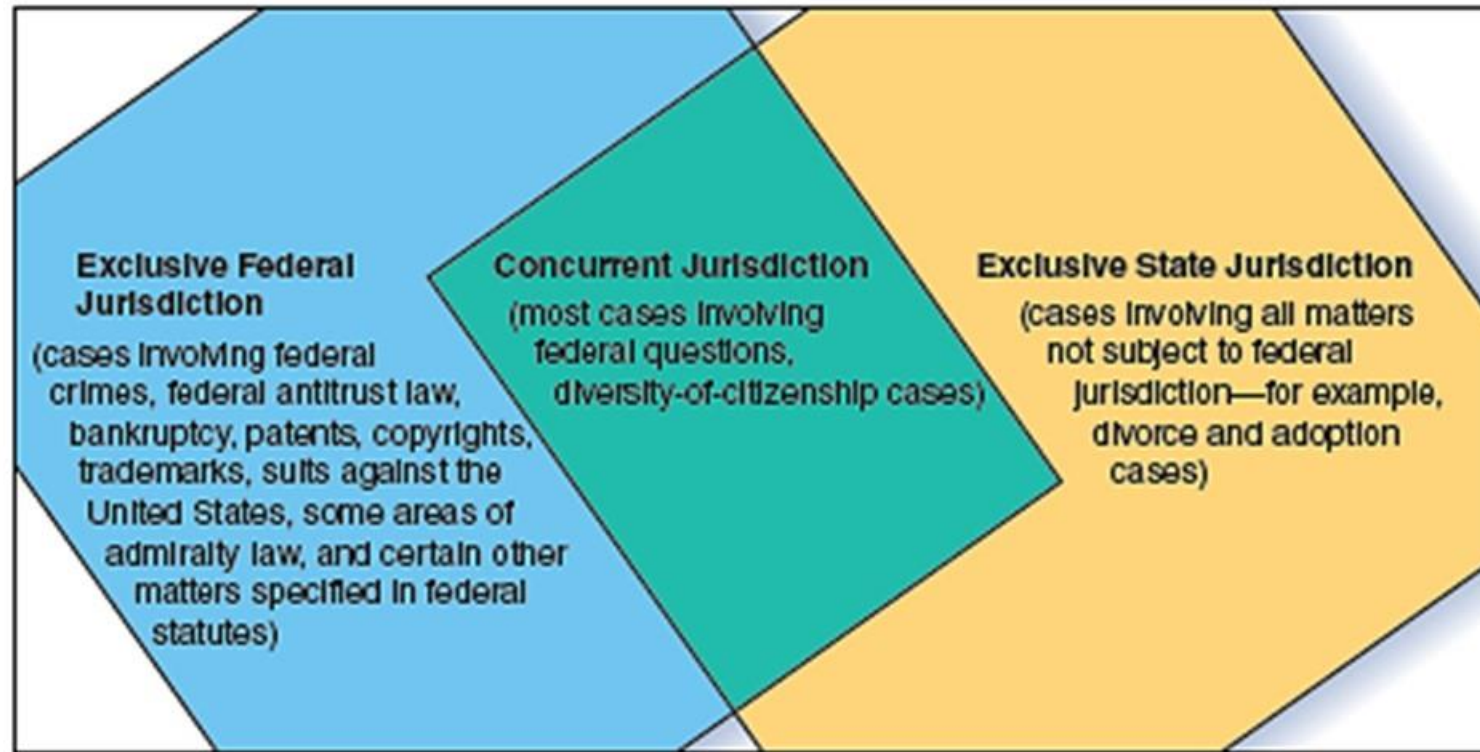 Exclusive Federal
Jurisdiction
(cases involving federal
crimes, federal antitrust law,
bankruptcy, patents, copyrights,
trademarks, suits against the
United States, some areas of
admiralty law, and certain other
matters specified in federal
statutes)
Concurrent Jurisdiction
(most cases involving
federal questions,
diversity-of-citizenship cases)
Exclusive State Jurisdiction
(cases involving all matters
not subject to federal
jurisdiction—for example,
divorce and adoption
cases)